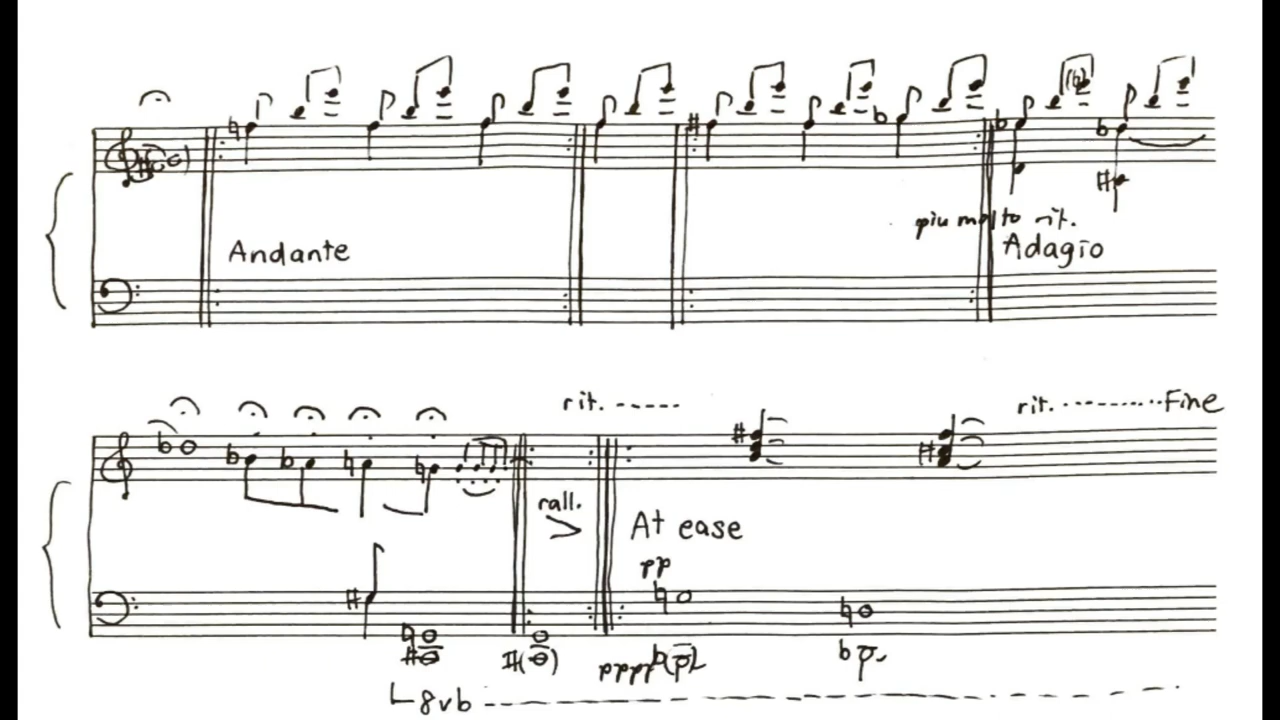 piu molto rit.
Andante
Adagio
rit.
rit.
Fine
rall.
At ease
pp
pppp
8vb